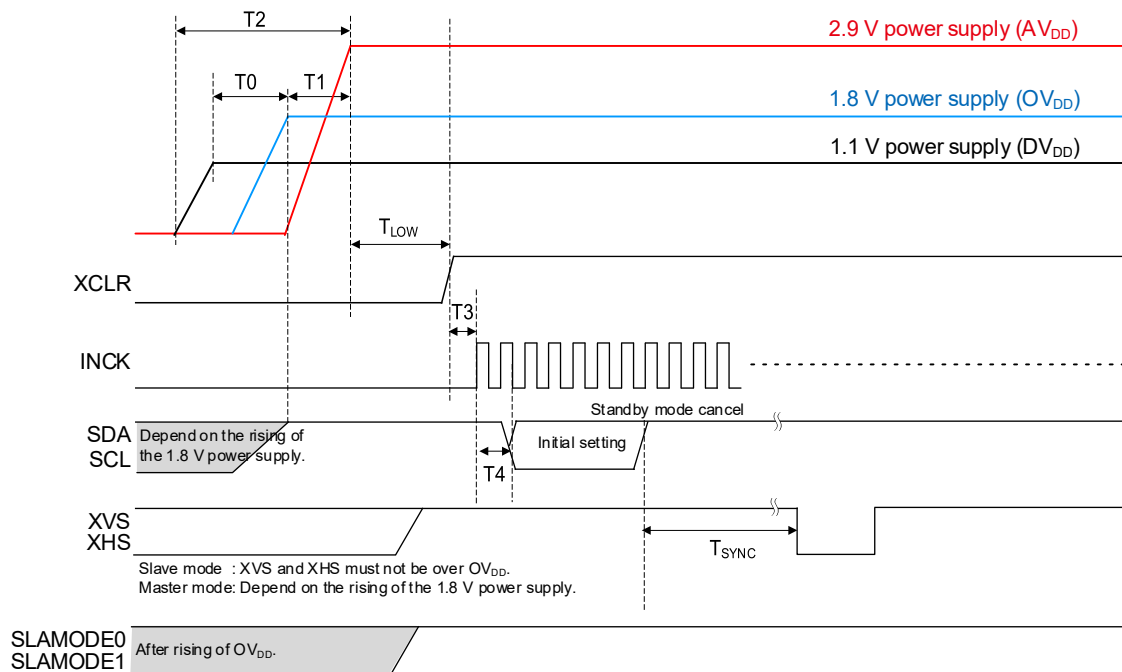 T2
2.9 V power supply (AVDD)
T0
T1
1.8 V power supply (OVDD)
1.1 V power supply (DVDD)
TLOW
XCLR
T3
INCK
Standby mode cancel
SDA
SCL
Depend on the rising of
the 1.8 V power supply.
Initial setting
T4
XVS
XHS
TSYNC
Slave mode : XVS and XHS must not be over OVDD.
Master mode: Depend on the rising of the 1.8 V power supply.
SLAMODE0
SLAMODE1
After rising of OVDD.